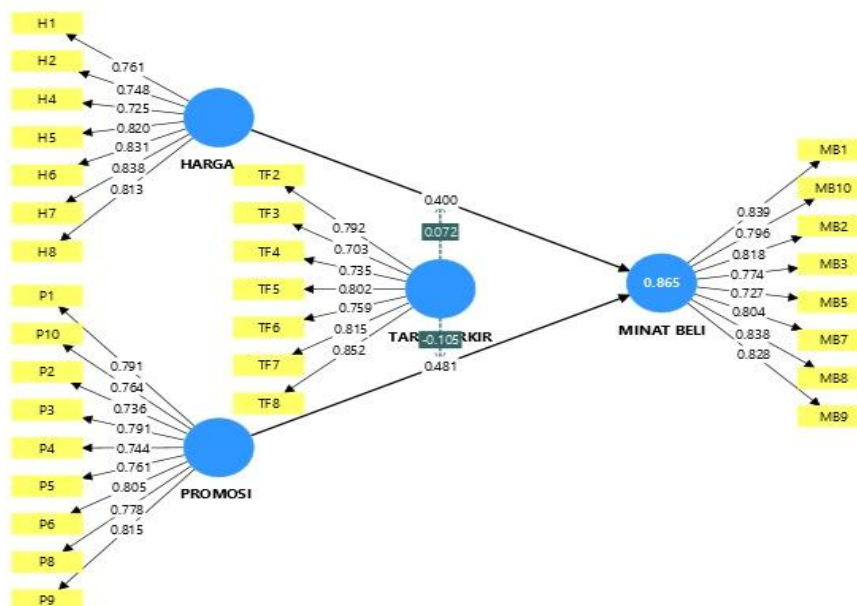 H1
H2
H4
H5
H6
H7
H8
0.761
0.748
0.725
0.820
0.831
0.838
0.813
HARGA
P1
P10
P2
P3
P4
P5
P6
P8
P9
0.791
0.764
0.736
0.791
0.744
0.761
0.805
0.778
0.815
PROMOSI
TF2
TF3
TF4
TF5
TF6
TF7
TF8
0.792
0.703
0.735
0.802
0.759
0.815
0.852
0.400
0.072
-0.105
0.481
0.865
MINAT BELI
0.839
0.796
0.818
0.774
0.727
0.804
0.838
0.828
MB1
MB10
MB2
MB3
MB5
MB7
MB8
MB9